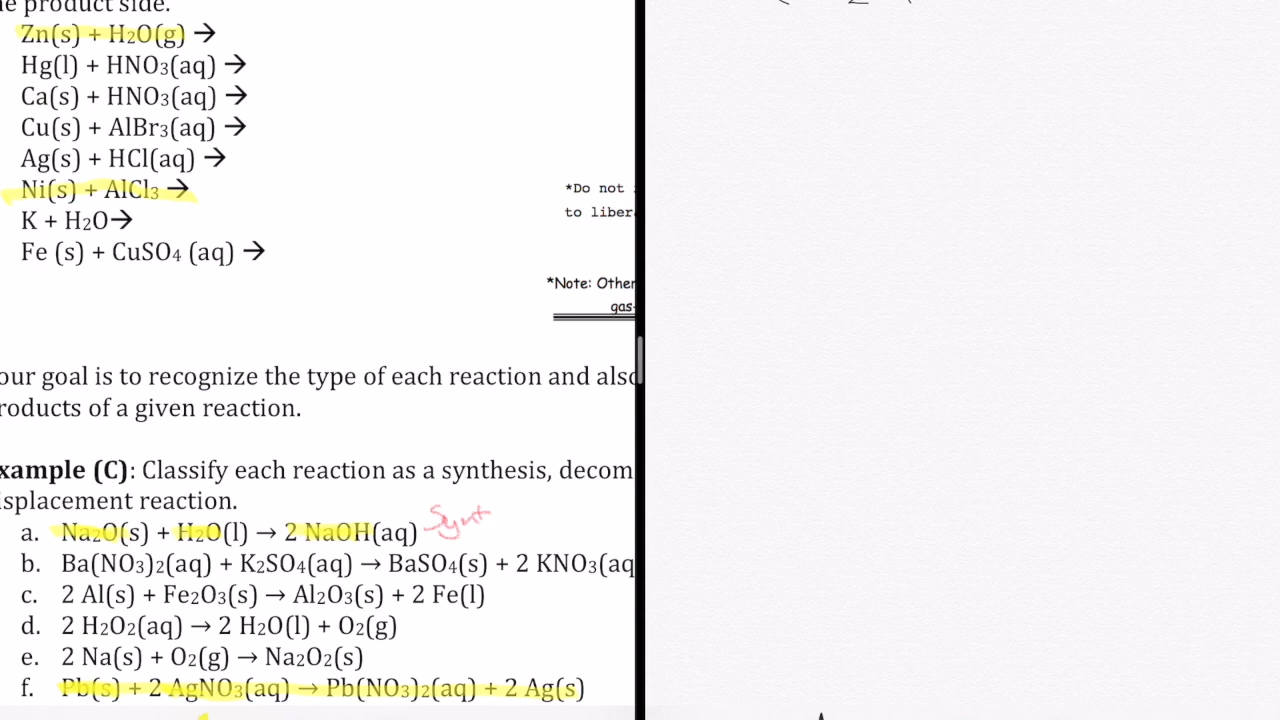 e product side.
Zn(s) + H₂O(g) →
Hg(l) + HNO₃(aq) →
Ca(s) + HNO₃(aq) →
Cu(s) + AlBr₃(aq) →
Ag(s) + HCl(aq) →
Ni(s) + AlCl₃ →
K + H₂O→
Fe (s) + CuSO₄ (aq) →
*Do not
to liber
*Note: Other
gas-
our goal is to recognize the type of each reaction and also
roducts of a given reaction.
xample (C): Classify each reaction as a synthesis, decom
isplacement reaction.
a. Na₂O(s) + H₂O(l) → 2 NaOH(aq) Synt
b. Ba(NO₃)₂(aq) + K₂SO₄(aq) → BaSO₄(s) + 2 KNO₃(aq
c. 2 Al(s) + Fe₂O₃(s) → Al₂O₃(s) + 2 Fe(l)
d. 2 H₂O₂(aq) → 2 H₂O(l) + O₂(g)
e. 2 Na(s) + O₂(g) → Na₂O₂(s)
f. Pb(s) + 2 AgNO₃(aq) → Pb(NO₃)₂(aq) + 2 Ag(s)